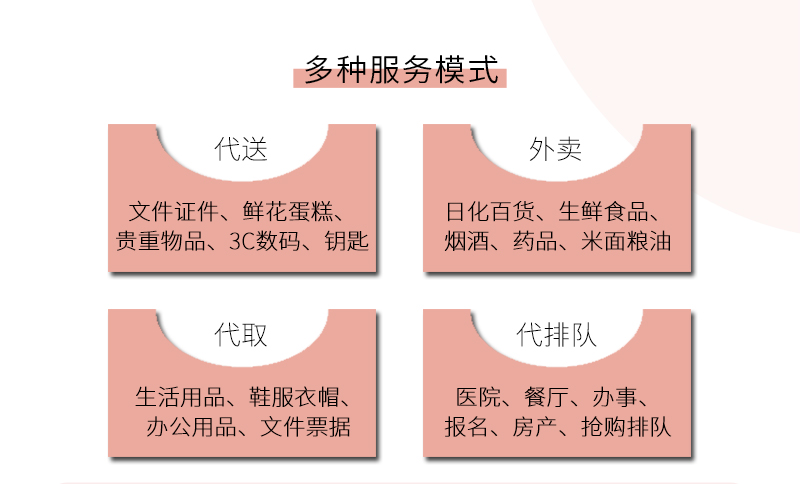 多种服务模式
代送
文件证件、鲜花蛋糕、
贵重物品、3C数码、钥匙
外卖
日化百货、生鲜食品、
烟酒、药品、米面粮油
代取
生活用品、鞋服衣帽、
办公用品、文件票据
代排队
医院、餐厅、办事、
报名、房产、抢购排队